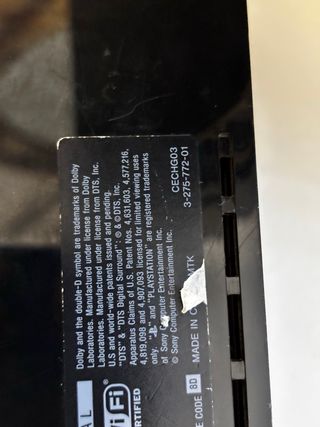 Dolby and the double-D symbol are trademarks of Dolby
Laboratories. Manufactured under license from Dolby
Laboratories. Manufactured under license from DTS, Inc.
U.S and world-wide patents issued and pending.
"DTS" & "DTS Digital Surround": ® & © DTS, Inc.
Apparatus Claims of U.S. Patent Nos. 4,631,603, 4,577,216,
4,819,098 and 4,907,093 licensed for limited viewing uses
only. and "PLAYSTATION" are registered trademarks
of Sony Computer Entertainment Inc.
© Sony Computer Entertainment Inc.
CECHG03
MADE IN MTK 3-275-772-01
AL
Fi
CERTIFIED
CODE 8D